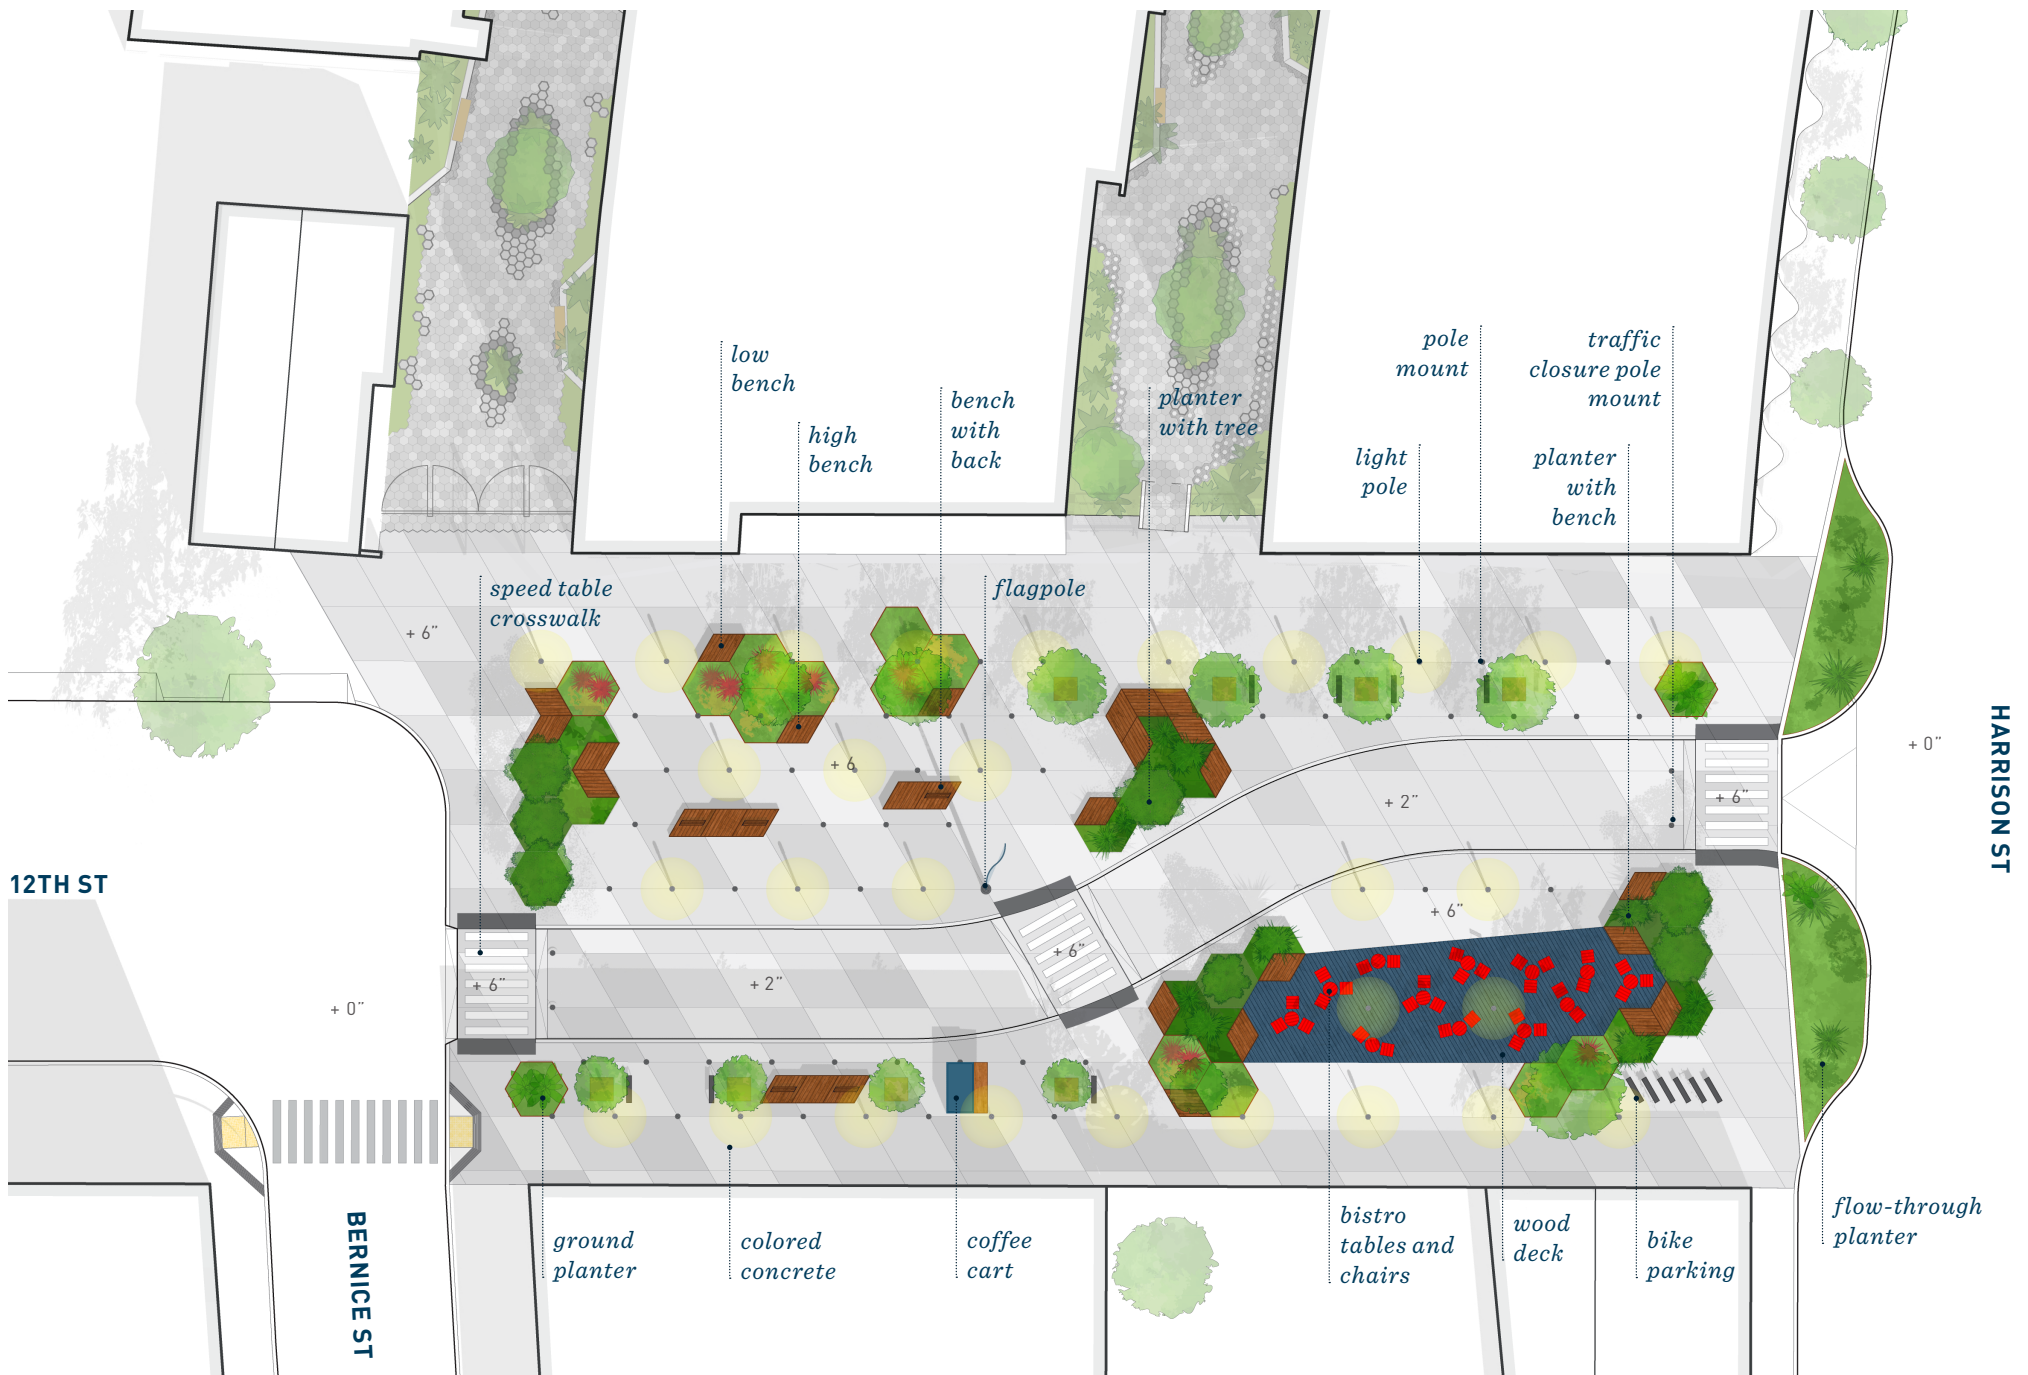 low
bench
high
bench
bench
with
back
planter
with tree
pole
mount
light
pole
traffic
closure pole
mount
planter
with
bench
speed table
crosswalk
flagpole
+ 6"
+ 6
+ 2"
+ 6"
+ 0"
HARRISON ST
12TH ST
+ 6"
+ 6"
+ 6"
+ 2"
+ 0"
BERNICE ST
ground
planter
colored
concrete
coffee
cart
bistro
tables and
chairs
wood
deck
bike
parking
flow-through
planter